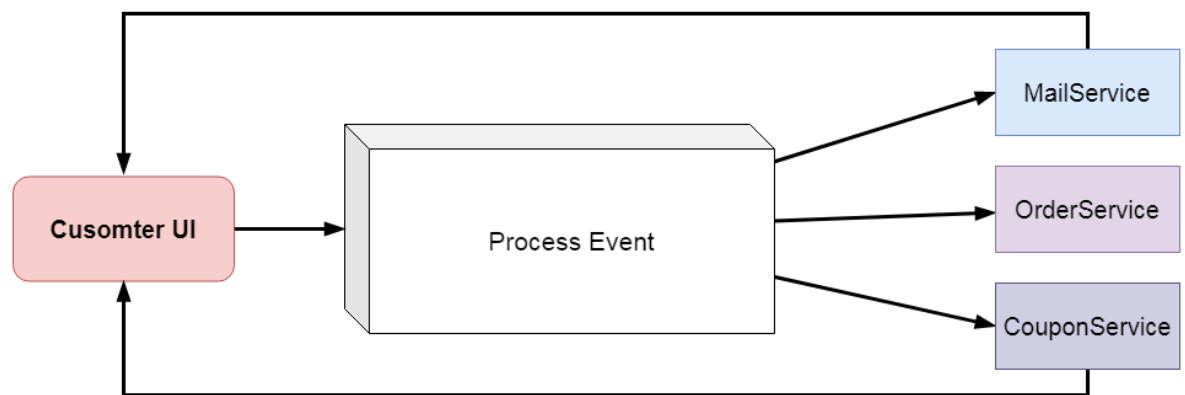 MailService
Cusomter UI
Process Event
OrderService
CouponService